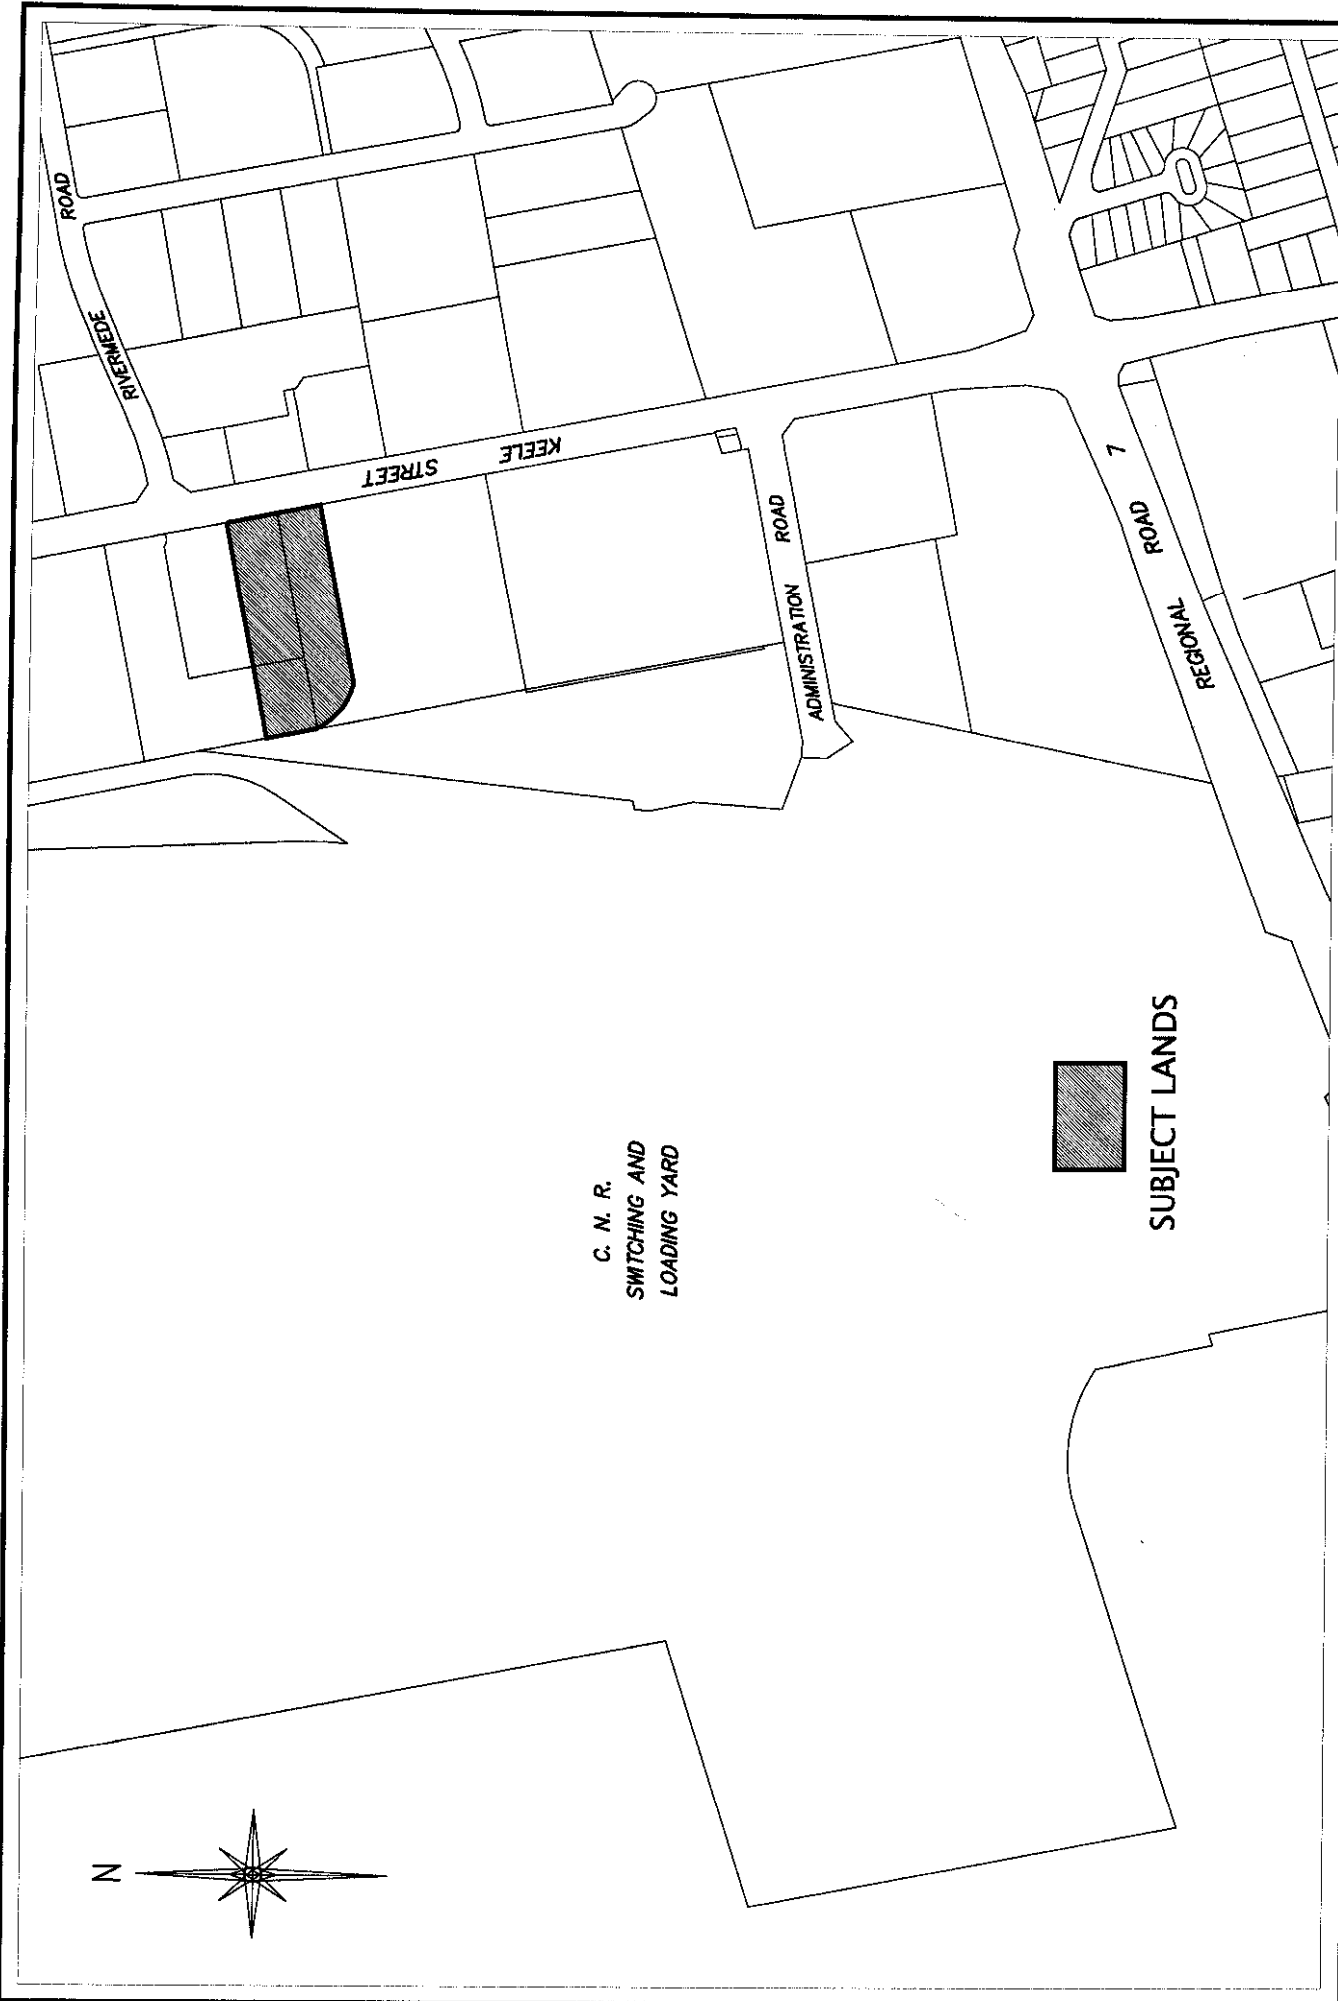 ROAD
RIVERMEDE
KEELE
STREET
ADMINISTRATION ROAD
REGIONAL ROAD 7
C. N. R.
SWITCHING AND
LOADING YARD
SUBJECT LANDS
N